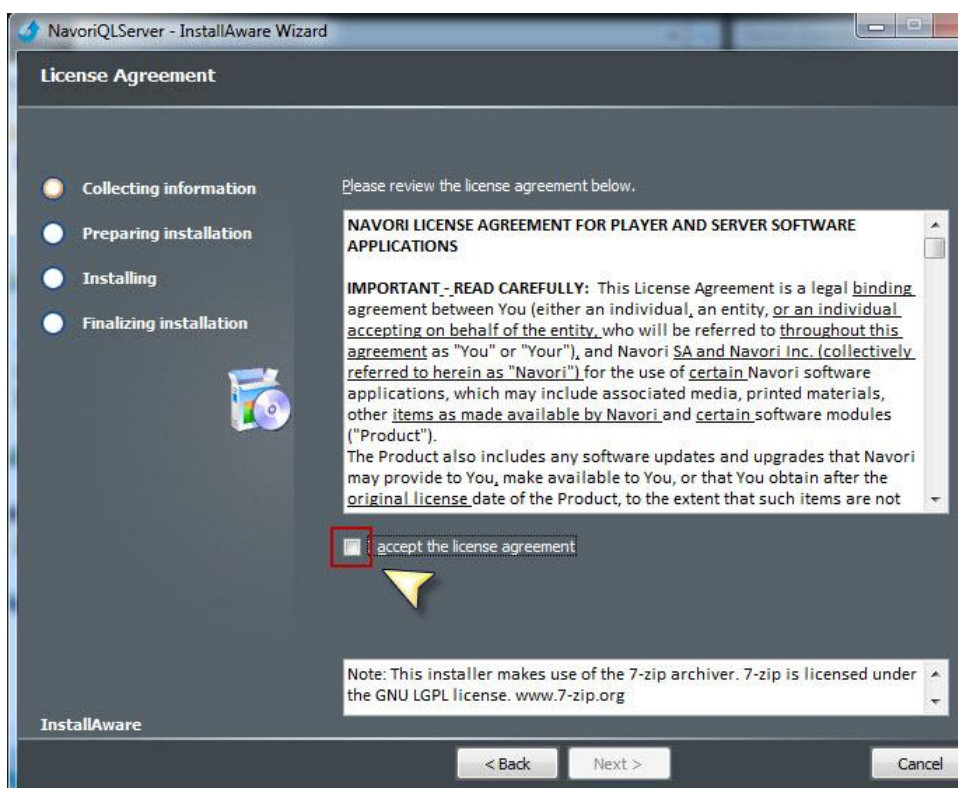 NavoriQLServer - InstallAware Wizard
License Agreement
Collecting information
Preparing installation
Installing
Finalizing installation
Please review the license agreement below.
NAVORI LICENSE AGREEMENT FOR PLAYER AND SERVER SOFTWARE
APPLICATIONS
IMPORTANT - READ CAREFULLY: This License Agreement is a legal binding
agreement between You (either an individual, an entity, or an individual
accepting on behalf of the entity, who will be referred to throughout this
agreement as "You" or "Your"), and Navori SA and Navori Inc. (collectively
referred to herein as "Navori") for the use of certain Navori software
applications, which may include associated media, printed materials,
other items as made available by Navori and certain software modules
("Product").
The Product also includes any software updates and upgrades that Navori
may provide to You, make available to You, or that You obtain after the
original license date of the Product, to the extent that such items are not
I accept the license agreement
Note: This installer makes use of the 7-zip archiver. 7-zip is licensed under
the GNU LGPL license. www.7-zip.org
InstallAware
< Back
Next >
Cancel